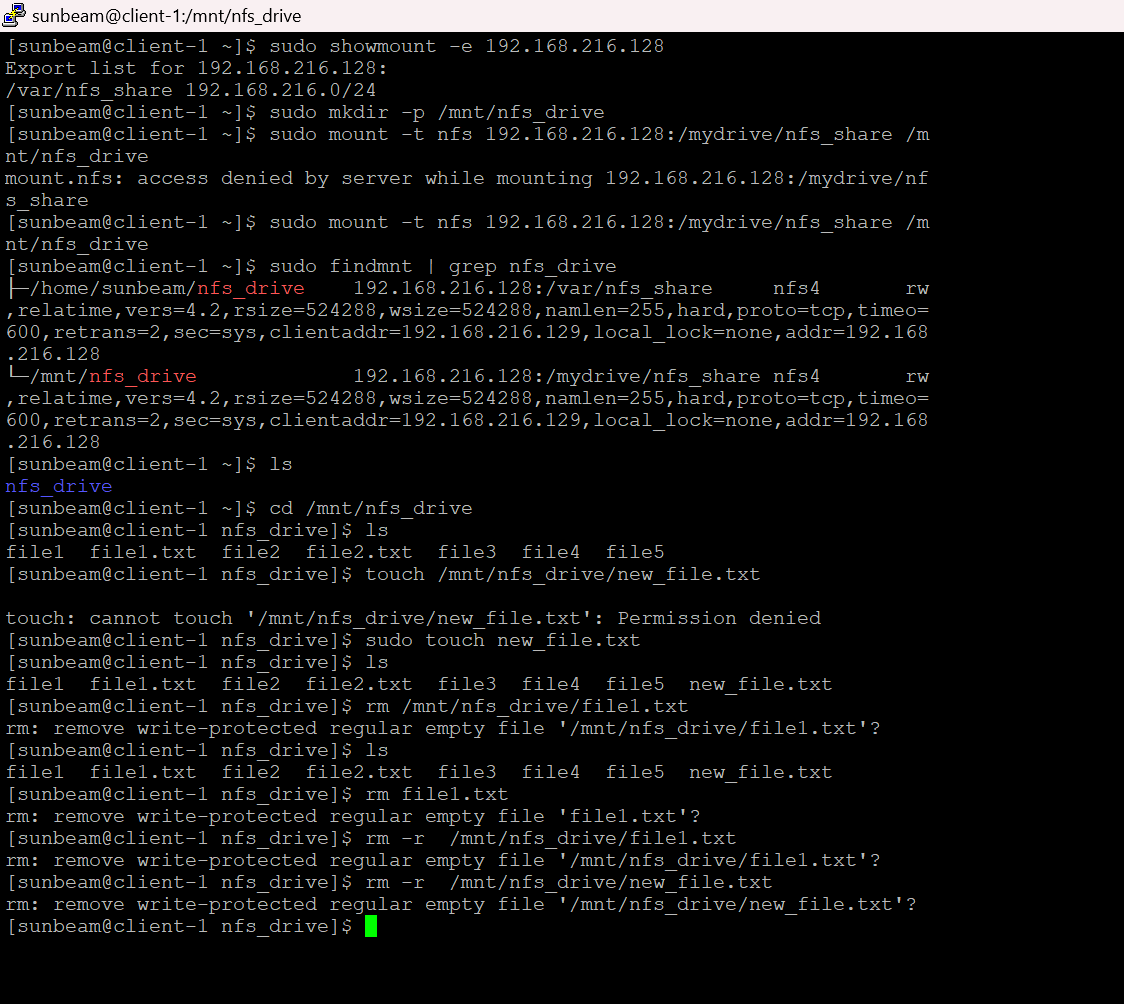 sunbeam@client-1:/mnt/nfs_drive
[sunbeam@client-1 ~]$ sudo showmount -e 192.168.216.128
Export list for 192.168.216.128:
/var/nfs_share 192.168.216.0/24
[sunbeam@client-1 ~]$ sudo mkdir -p /mnt/nfs_drive
[sunbeam@client-1 ~]$ sudo mount -t nfs 192.168.216.128:/mydrive/nfs_share /m
nt/nfs_drive
mount.nfs: access denied by server while mounting 192.168.216.128:/mydrive/nf
s_share
[sunbeam@client-1 ~]$ sudo mount -t nfs 192.168.216.128:/mydrive/nfs_share /m
nt/nfs_drive
[sunbeam@client-1 ~]$ sudo findmnt | grep nfs_drive
├─/home/sunbeam/nfs_drive    192.168.216.128:/var/nfs_share     nfs4       rw
,relatime,vers=4.2,rsize=524288,wsize=524288,namlen=255,hard,proto=tcp,timeo=
600,retrans=2,sec=sys,clientaddr=192.168.216.129,local_lock=none,addr=192.168
.216.128
└─/mnt/nfs_drive             192.168.216.128:/mydrive/nfs_share nfs4       rw
,relatime,vers=4.2,rsize=524288,wsize=524288,namlen=255,hard,proto=tcp,timeo=
600,retrans=2,sec=sys,clientaddr=192.168.216.129,local_lock=none,addr=192.168
.216.128
[sunbeam@client-1 ~]$ ls
nfs_drive
[sunbeam@client-1 ~]$ cd /mnt/nfs_drive
[sunbeam@client-1 nfs_drive]$ ls
file1  file1.txt  file2  file2.txt  file3  file4  file5
[sunbeam@client-1 nfs_drive]$ touch /mnt/nfs_drive/new_file.txt
touch: cannot touch '/mnt/nfs_drive/new_file.txt': Permission denied
[sunbeam@client-1 nfs_drive]$ sudo touch new_file.txt
[sunbeam@client-1 nfs_drive]$ ls
file1  file1.txt  file2  file2.txt  file3  file4  file5  new_file.txt
[sunbeam@client-1 nfs_drive]$ rm /mnt/nfs_drive/file1.txt
rm: remove write-protected regular empty file '/mnt/nfs_drive/file1.txt'?
[sunbeam@client-1 nfs_drive]$ ls
file1  file1.txt  file2  file2.txt  file3  file4  file5  new_file.txt
[sunbeam@client-1 nfs_drive]$ rm file1.txt
rm: remove write-protected regular empty file 'file1.txt'?
[sunbeam@client-1 nfs_drive]$ rm -r  /mnt/nfs_drive/file1.txt
rm: remove write-protected regular empty file '/mnt/nfs_drive/file1.txt'?
[sunbeam@client-1 nfs_drive]$ rm -r  /mnt/nfs_drive/new_file.txt
rm: remove write-protected regular empty file '/mnt/nfs_drive/new_file.txt'?
[sunbeam@client-1 nfs_drive]$